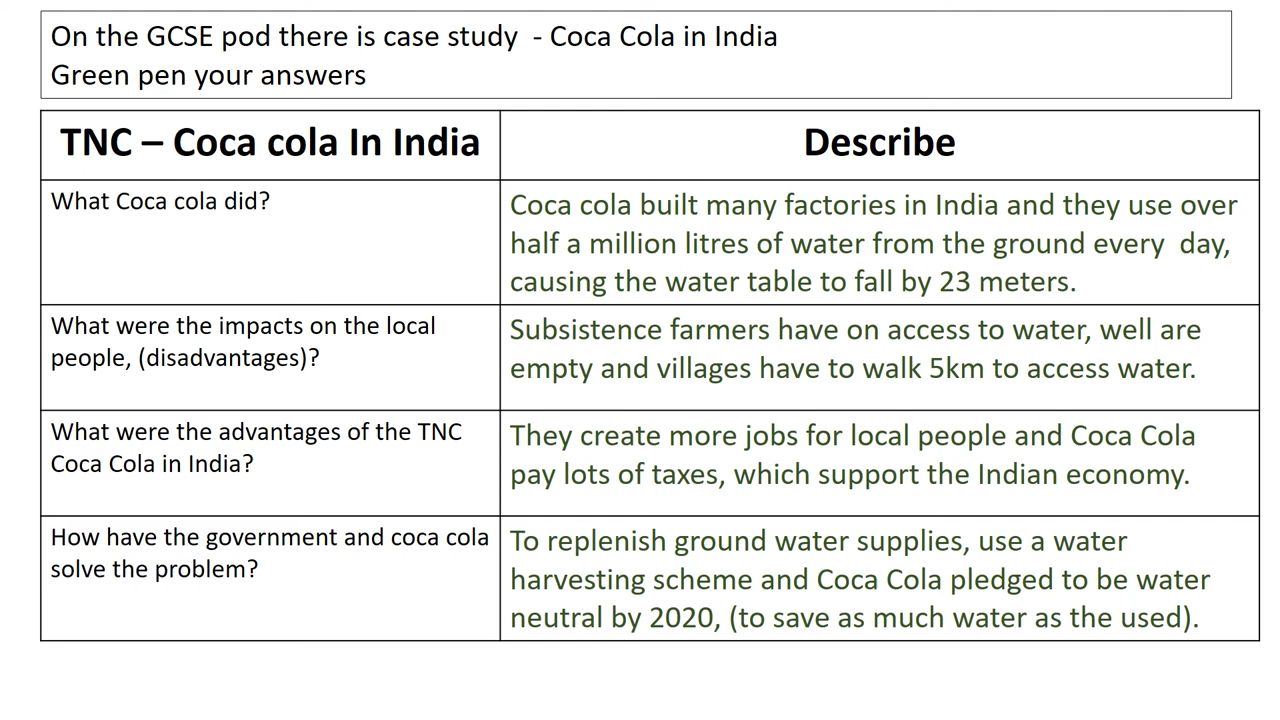 On the GCSE pod there is case study  - Coca Cola in India
Green pen your answers
TNC – Coca cola In India
Describe
What Coca cola did?
Coca cola built many factories in India and they use over
half a million litres of water from the ground every  day,
causing the water table to fall by 23 meters.
What were the impacts on the local
people, (disadvantages)?
Subsistence farmers have on access to water, well are
empty and villages have to walk 5km to access water.
What were the advantages of the TNC
Coca Cola in India?
They create more jobs for local people and Coca Cola
pay lots of taxes, which support the Indian economy.
How have the government and coca cola
solve the problem?
To replenish ground water supplies, use a water
harvesting scheme and Coca Cola pledged to be water
neutral by 2020, (to save as much water as the used).